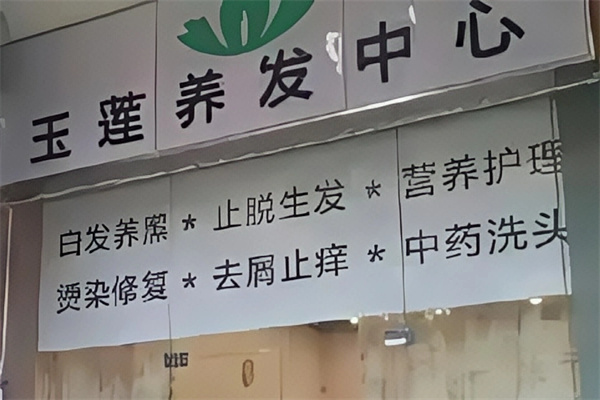 玉莲养发中心
白发养黑 * 止脱生发 * 营养护理
烫染修复 * 去屑止痒 * 中药洗头